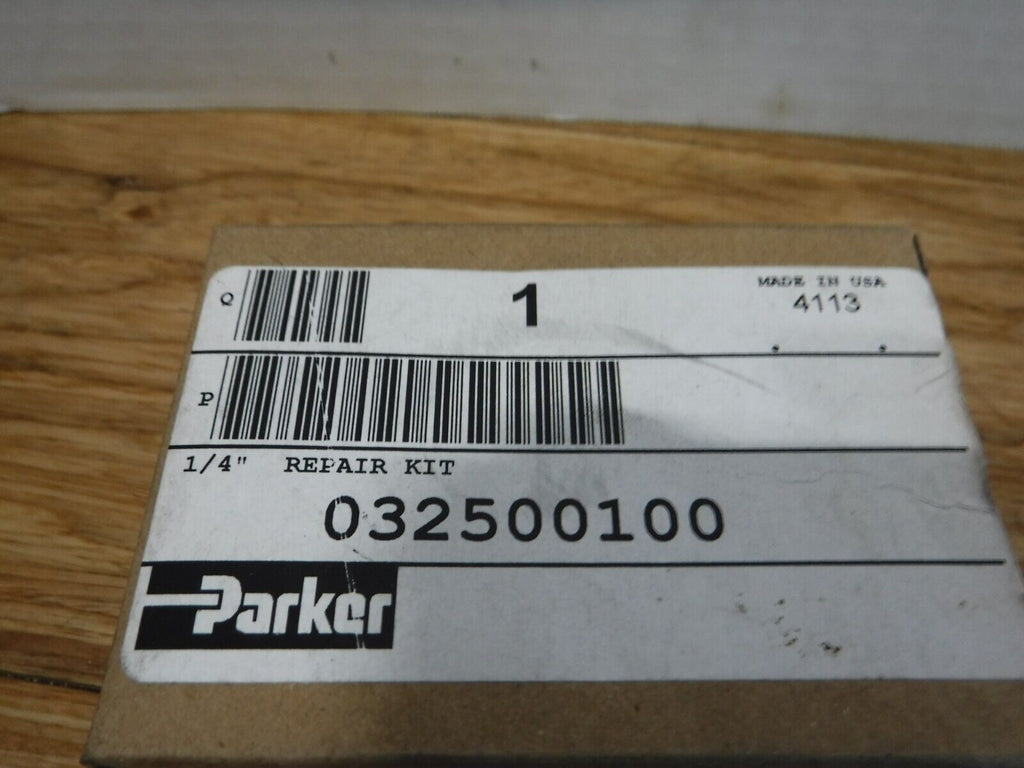 Q 1 MADE IN USA
4113
P
1/4" REPAIR KIT
032500100
Parker